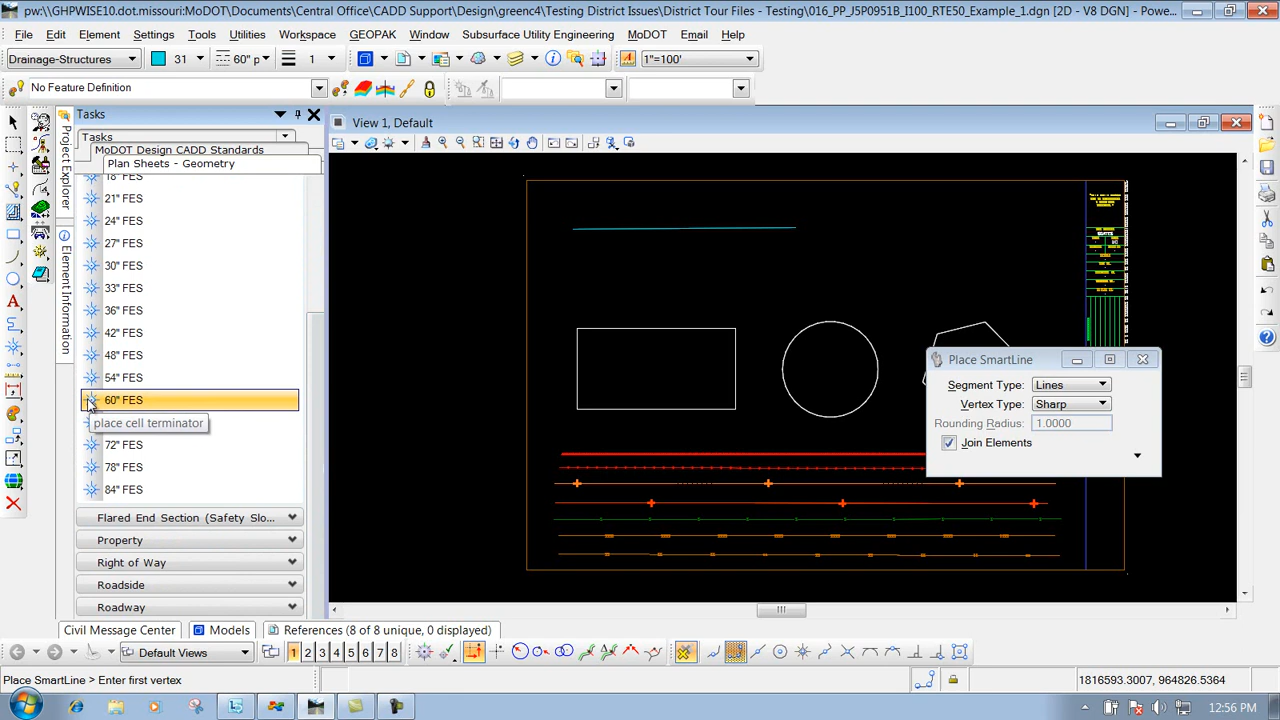 pw:\\GHPWISE10.dot.missouri:MoDOT\Documents\Central Office\CADD Support\Design\greenc4\Testing District Issues\District Tour Files - Testing\016_PP_J5P0951B_I100_RTE50_Example_1.dgn [2D - V8 DGN] - Powe...
File Edit Element Settings Tools Utilities Workspace GEOPAK Window Subsurface Utility Engineering MoDOT Email Help
Drainage-Structures 31 60" p 1 1"=100'
No Feature Definition
Tasks
Tasks
MoDOT Design CADD Standards
Plan Sheets - Geometry
Project Explorer
Element Information
18" FES
21" FES
24" FES
27" FES
30" FES
33" FES
36" FES
42" FES
48" FES
54" FES
60" FES
place cell terminator
72" FES
78" FES
84" FES
Flared End Section (Safety Slo...
Property
Right of Way
Roadside
Roadway
View 1, Default
Place SmartLine
Segment Type: Lines
Vertex Type: Sharp
Rounding Radius: 1.0000
Join Elements
Civil Message Center Models References (8 of 8 unique, 0 displayed)
Default Views 1 2 3 4 5 6 7 8
Place SmartLine > Enter first vertex
1816593.3007, 964826.5364
12:56 PM